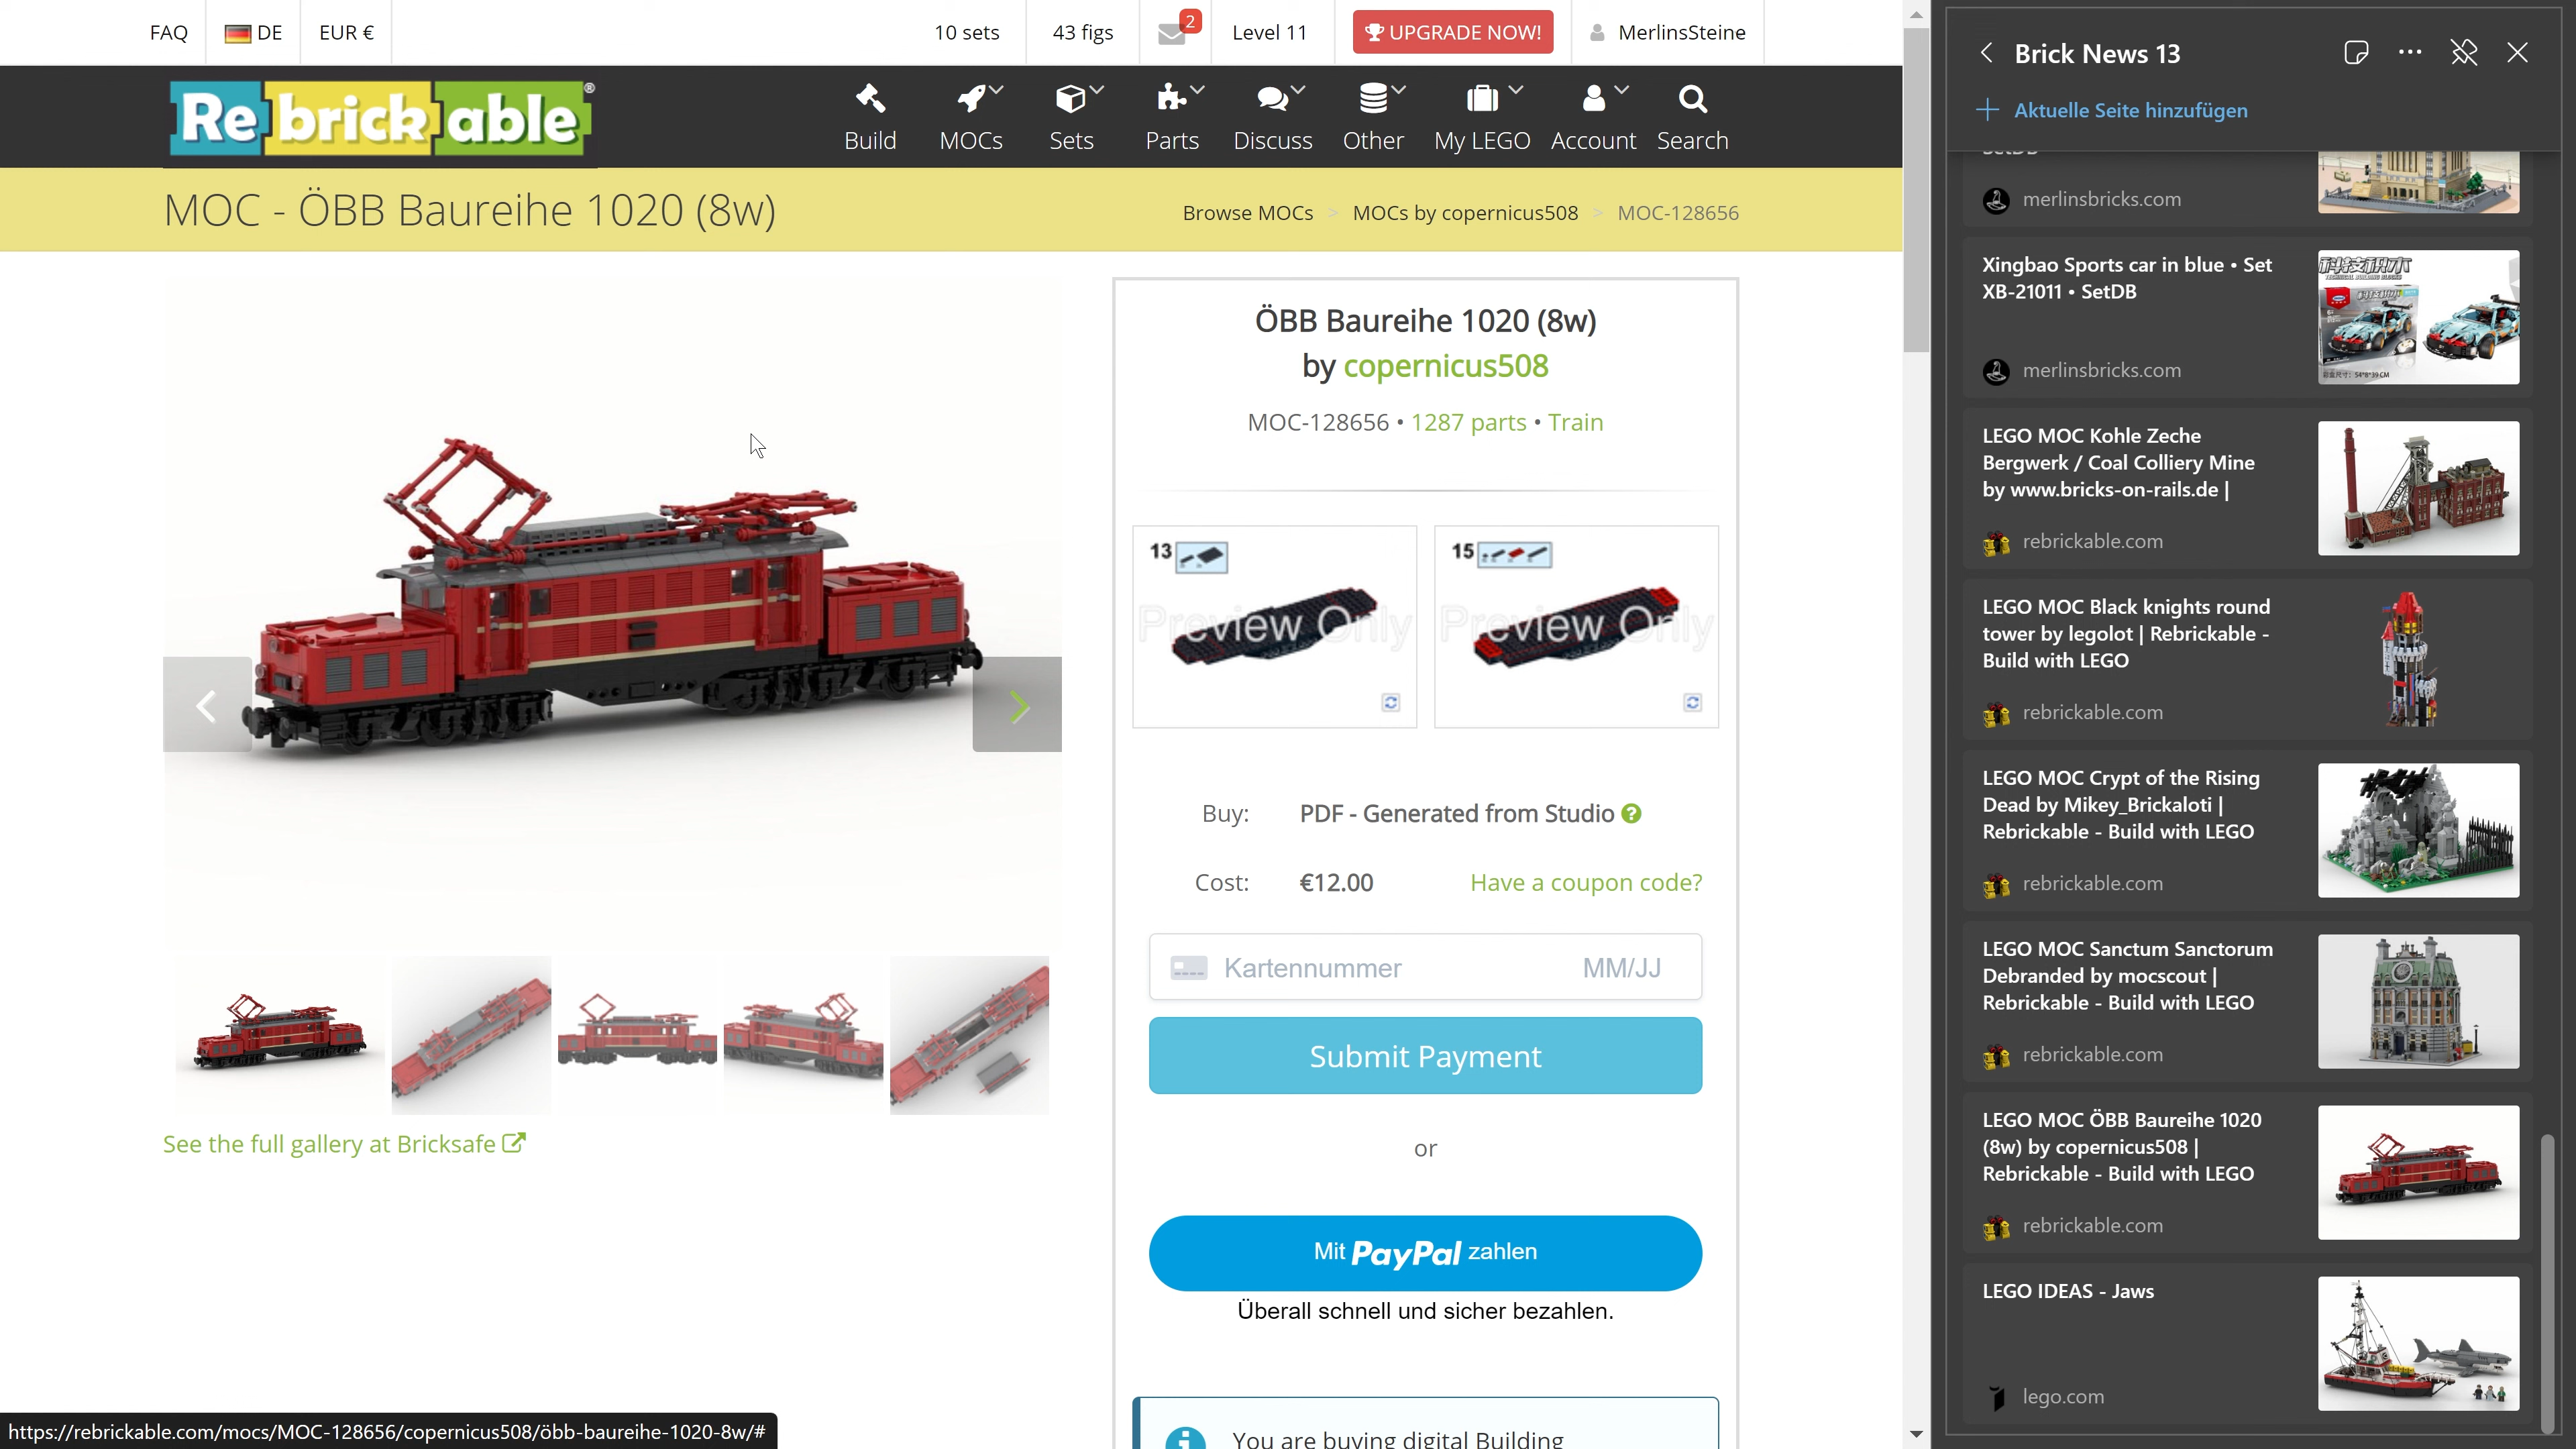 FAQ
DE
EUR €
10 sets
43 figs
2
Level 11
UPGRADE NOW!
MerlinsSteine
Rebrickable®
Build
MOCs
Sets
Parts
Discuss
Other
My LEGO
Account
Search
MOC - ÖBB Baureihe 1020 (8w)
Browse MOCs > MOCs by copernicus508 > MOC-128656
ÖBB Baureihe 1020 (8w)
by copernicus508
MOC-128656 • 1287 parts • Train
13
Preview Only
15
Preview Only
Buy: PDF - Generated from Studio ?
Cost: €12.00 Have a coupon code?
Kartennummer MM/JJ
Submit Payment
or
Mit PayPal zahlen
Überall schnell und sicher bezahlen.
You are buying digital Building
See the full gallery at Bricksafe
https://rebrickable.com/mocs/MOC-128656/copernicus508/öbb-baureihe-1020-8w/#
Brick News 13
Aktuelle Seite hinzufügen
SetDB
merlinsbricks.com
Xingbao Sports car in blue • Set
XB-21011 • SetDB
merlinsbricks.com
LEGO MOC Kohle Zeche
Bergwerk / Coal Colliery Mine
by www.bricks-on-rails.de |
rebrickable.com
LEGO MOC Black knights round
tower by legolot | Rebrickable -
Build with LEGO
rebrickable.com
LEGO MOC Crypt of the Rising
Dead by Mikey_Brickaloti |
Rebrickable - Build with LEGO
rebrickable.com
LEGO MOC Sanctum Sanctorum
Debranded by mocscout |
Rebrickable - Build with LEGO
rebrickable.com
LEGO MOC ÖBB Baureihe 1020
(8w) by copernicus508 |
Rebrickable - Build with LEGO
rebrickable.com
LEGO IDEAS - Jaws
lego.com